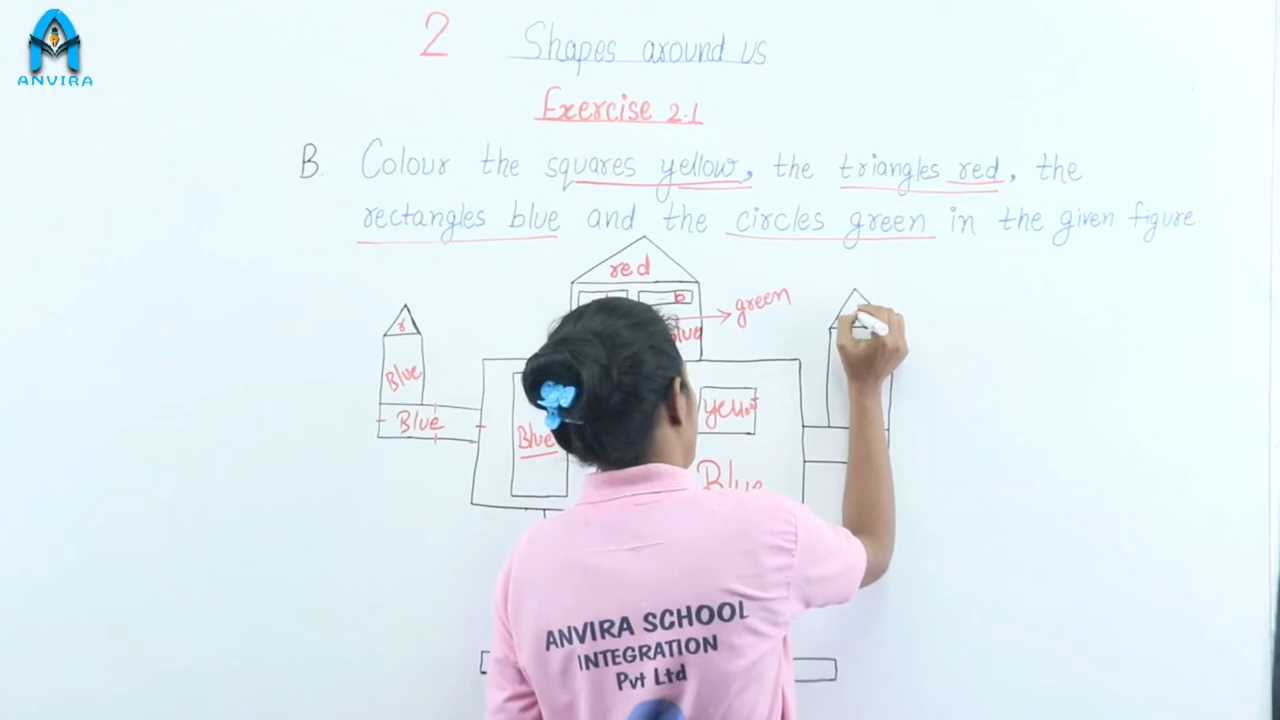 ANVIRA
2 Shapes around us
Exercise 2.1
B. Colour the squares yellow, the triangles red, the
rectangles blue and the circles green in the given figure
red
b
green
r
Blue
Blue
Blue
yellow
Blue
ANVIRA SCHOOL
INTEGRATION
Pvt Ltd